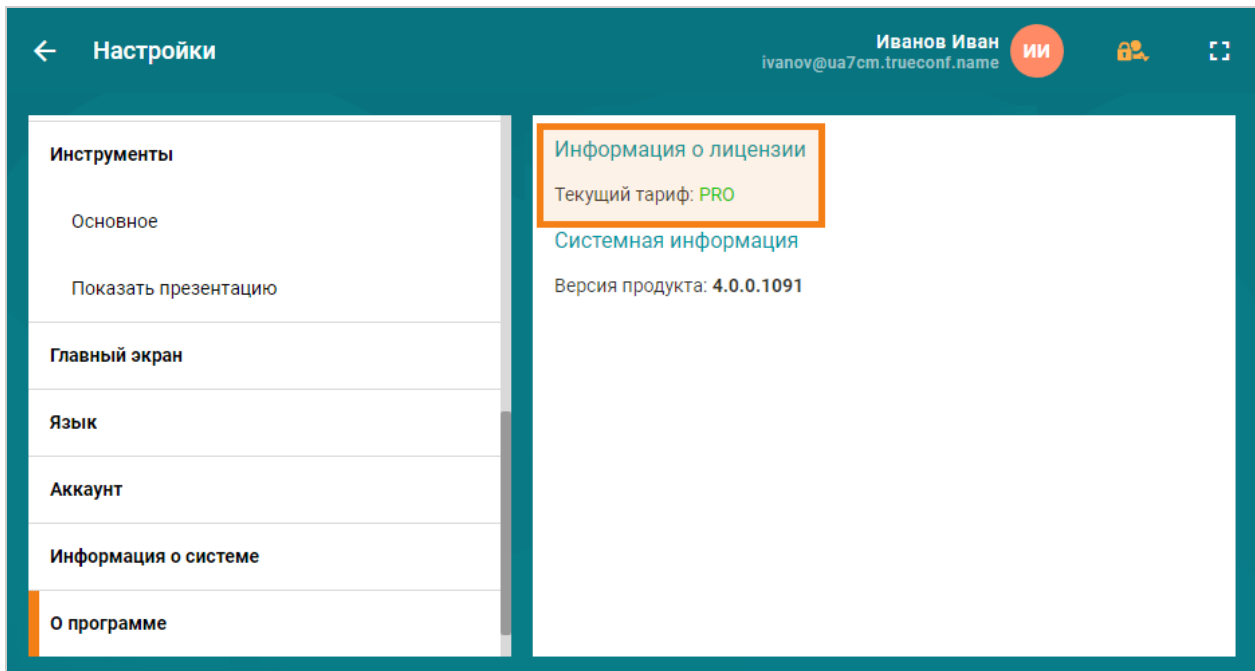 Настройки
Иванов Иван
ivanov@ua7cm.trueconf.name
ИИ
Инструменты
Основное
Показать презентацию
Главный экран
Язык
Аккаунт
Информация о системе
О программе
Информация о лицензии
Текущий тариф: PRO
Системная информация
Версия продукта: 4.0.0.1091